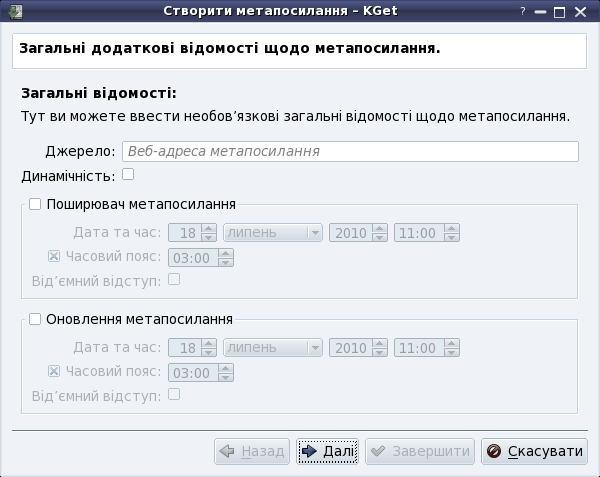 Створити метапосилання – KGet
?
Загальні додаткові відомості щодо метапосилання.
Загальні відомості:
Тут ви можете ввести необов’язкові загальні відомості щодо метапосилання.
Джерело: Веб-адреса метапосилання
Динамічність:
Поширювач метапосилання
Дата та час: 18 липень 2010 11:00
Часовий пояс: 03:00
Від’ємний відступ:
Оновлення метапосилання
Дата та час: 18 липень 2010 11:00
Часовий пояс: 03:00
Від’ємний відступ:
Назад Далі Завершити Скасувати